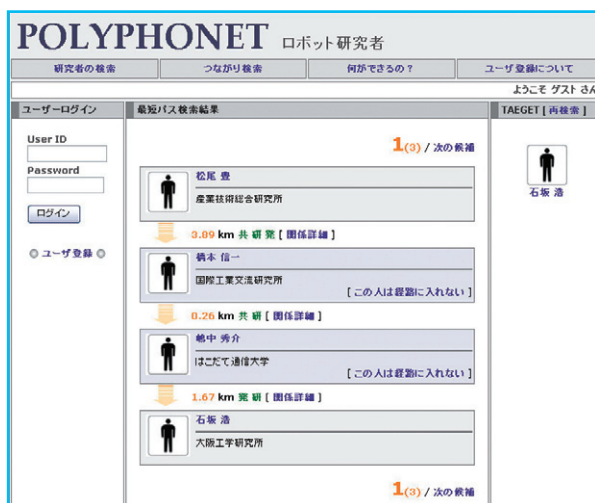 POLYPHONET ロボット研究者
研究者の検索 つながり検索 何ができるの？ ユーザ登録について
ようこそ ゲスト さん
ユーザーログイン
User ID
Password
ログイン
ユーザ登録
最短パス検索結果
1(3) / 次の候補
松尾 豊
産業技術総合研究所
3.09 km 共 研 発 [ 関係詳細 ]
橋本 信一
国際工業交流研究所
[ この人は経路に入れない ]
0.26 km 共 研 [ 関係詳細 ]
嶋中 秀介
はこだて通信大学
[ この人は経路に入れない ]
1.67 km 発 研 [ 関係詳細 ]
石坂 浩
大阪工学研究所
1(3) / 次の候補
TAEGET [ 再検索 ]
石坂 浩